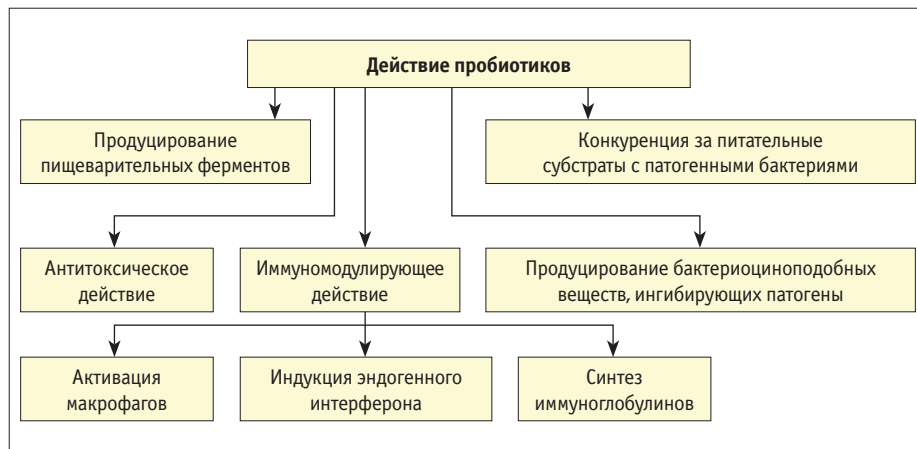 Действие пробиотиков
Продуцирование
пищеварительных ферментов
Конкуренция за питательные
субстраты с патогенными бактериями
Антитоксическое
действие
Иммуномодулирующее
действие
Продуцирование бактериоциноподобных
веществ, ингибирующих патогены
Активация
макрофагов
Индукция эндогенного
интерферона
Синтез
иммуноглобулинов